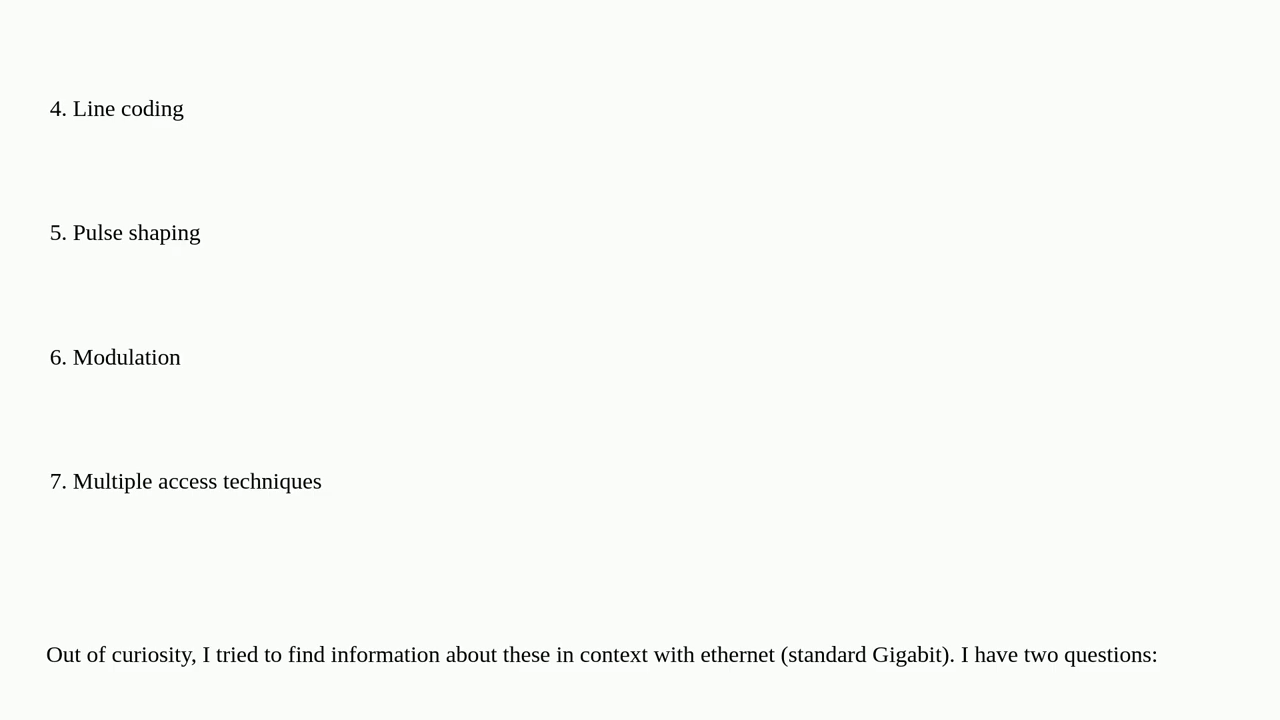 4. Line coding
5. Pulse shaping
6. Modulation
7. Multiple access techniques
Out of curiosity, I tried to find information about these in context with ethernet (standard Gigabit). I have two questions: